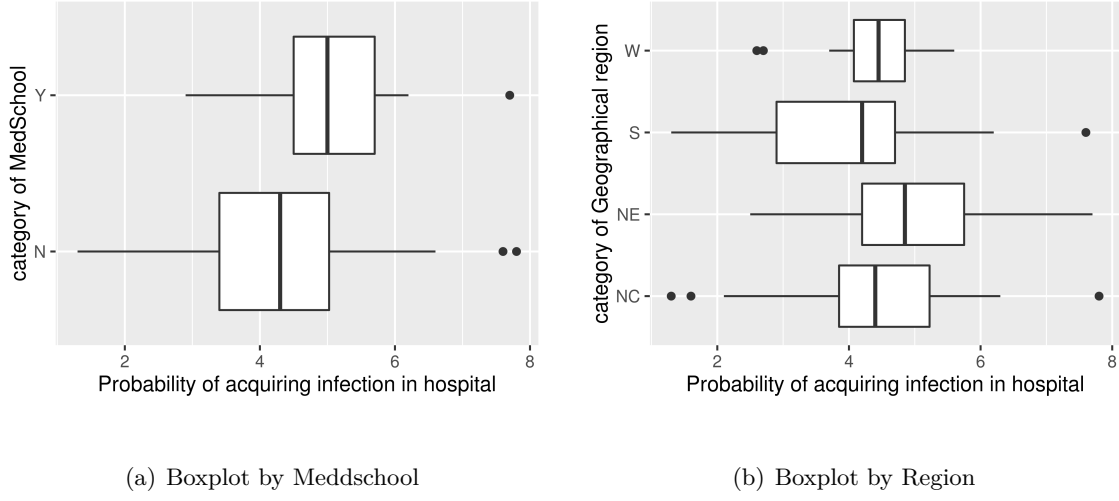 category of MedSchool
Y
N
2 4 6 8
Probability of acquiring infection in hospital
(a) Boxplot by Meddschool
category of Geographical region
W
S
NE
NC
2 4 6 8
Probability of acquiring infection in hospital
(b) Boxplot by Region